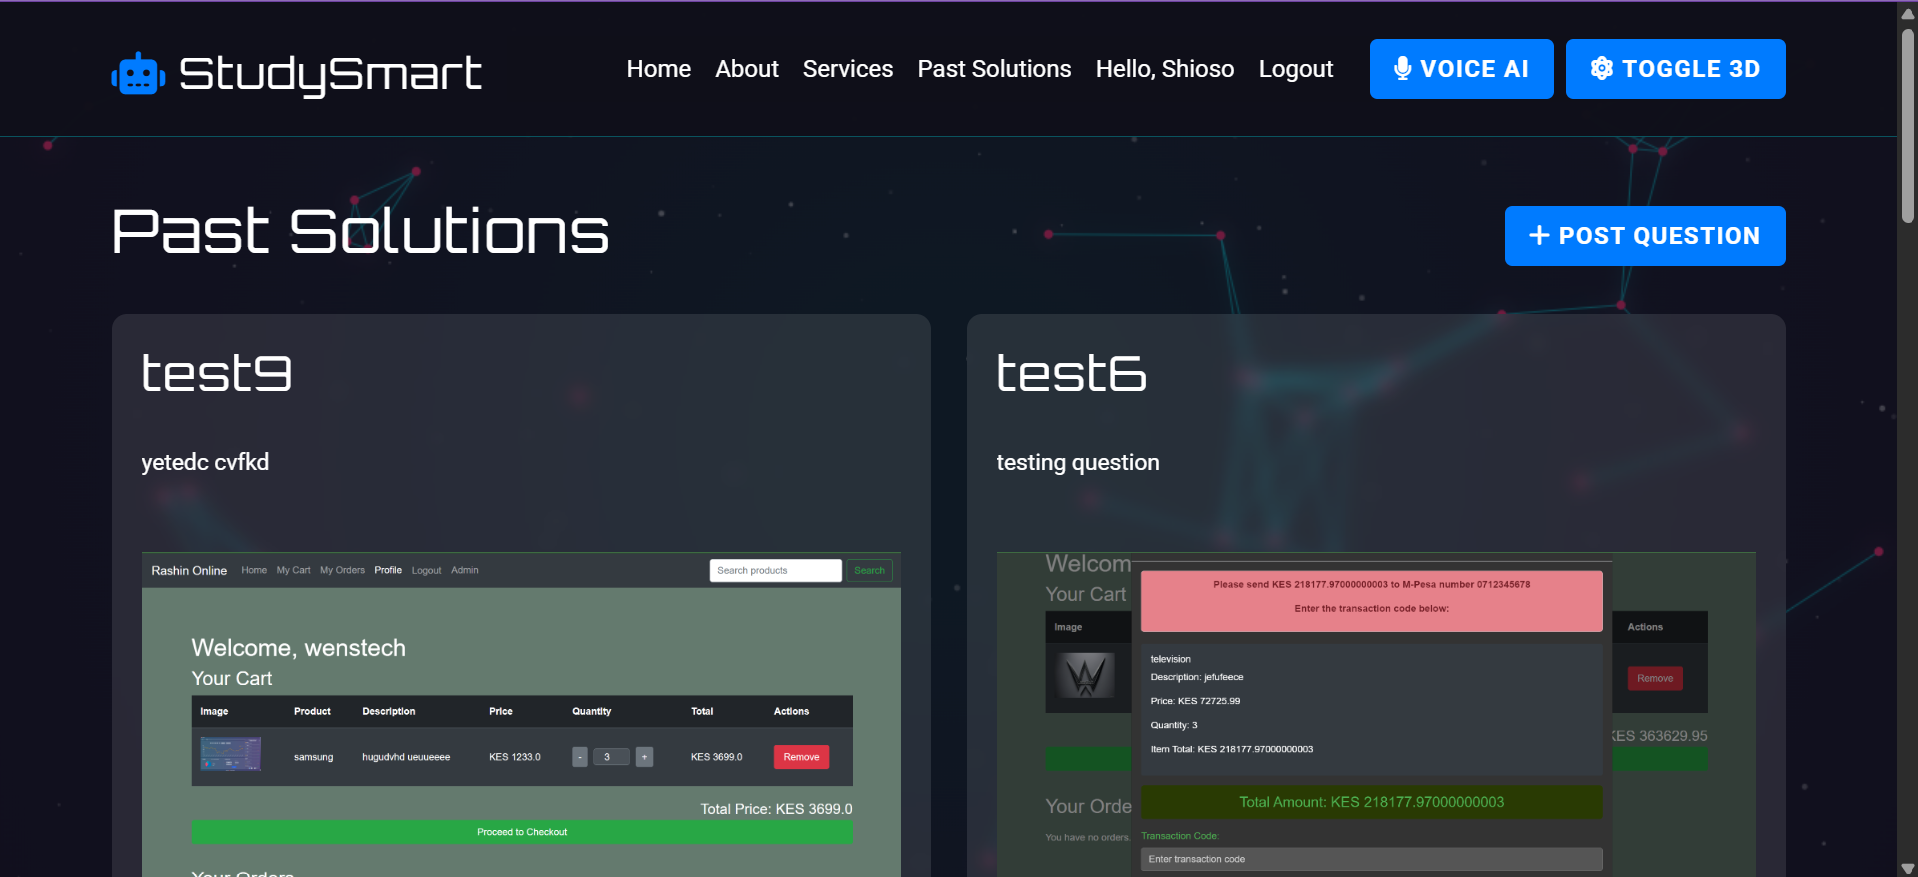 StudySmart
Home About Services Past Solutions Hello, Shioso Logout VOICE AI TOGGLE 3D
Past Solutions
+ POST QUESTION
test9
yetedc cvfkd
Rashin Online Home My Cart My Orders Profile Logout Admin Search products Search
Welcome, wenstech
Your Cart
Image Product Description Price Quantity Total Actions
samsung hugudvhd ueuueeee KES 1233.0 - 3 + KES 3699.0 Remove
Total Price: KES 3699.0
Proceed to Checkout
Your Orders
test6
testing question
Welcom
Your Cart
Image Actions
Remove
KES 363629.95
Your Orde
You have no orders.
Please send KES 218177.97000000003 to M-Pesa number 0712345678
Enter the transaction code below:
television
Description: jefufeece
Price: KES 72725.99
Quantity: 3
Item Total: KES 218177.97000000003
Total Amount: KES 218177.97000000003
Transaction Code:
Enter transaction code